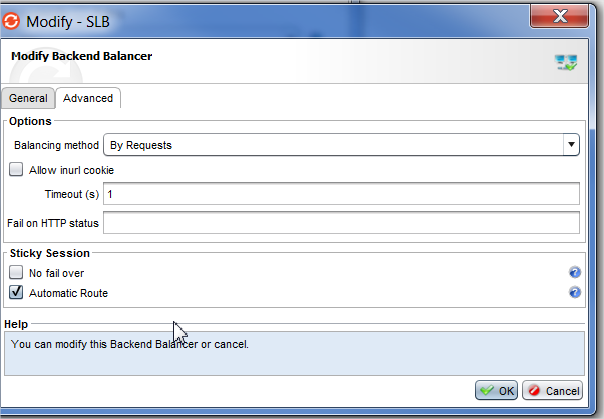 Modify - SLB
Modify Backend Balancer
General Advanced
Options
Balancing method By Requests
Allow inurl cookie
Timeout (s) 1
Fail on HTTP status
Sticky Session
No fail over
Automatic Route
Help
You can modify this Backend Balancer or cancel.
OK Cancel